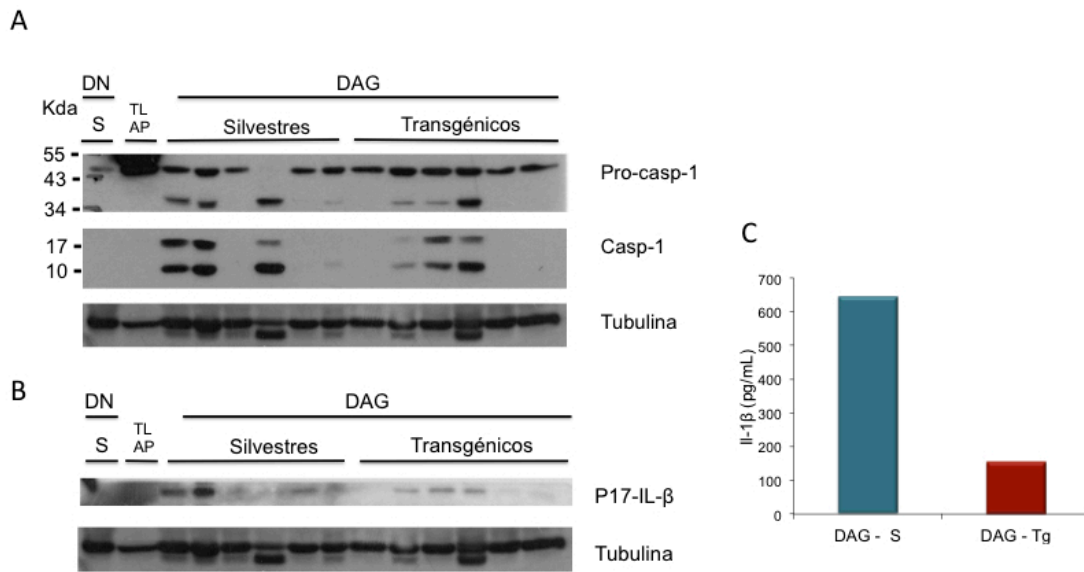 A
DN
DAG
Kda
S
TL
AP
Silvestres
Transgénicos
55
43
34
Pro-casp-1
17
10
Casp-1
Tubulina
B
DN
DAG
S
TL
AP
Silvestres
Transgénicos
P17-IL-β
Tubulina
C
Il-1β (pg/mL)
700
600
500
400
300
200
100
0
DAG - S
DAG - Tg